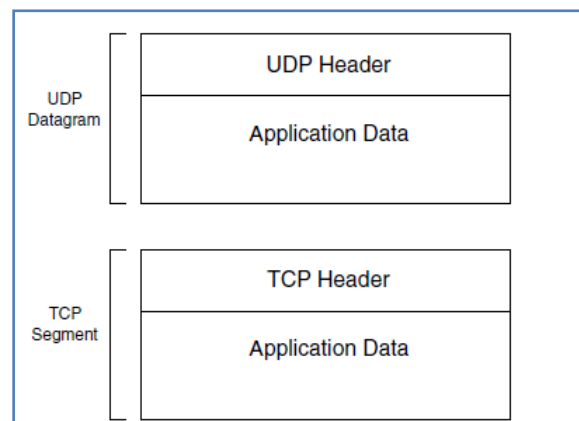 UDP Header
UDP
Datagram
Application Data
TCP Header
TCP
Segment
Application Data